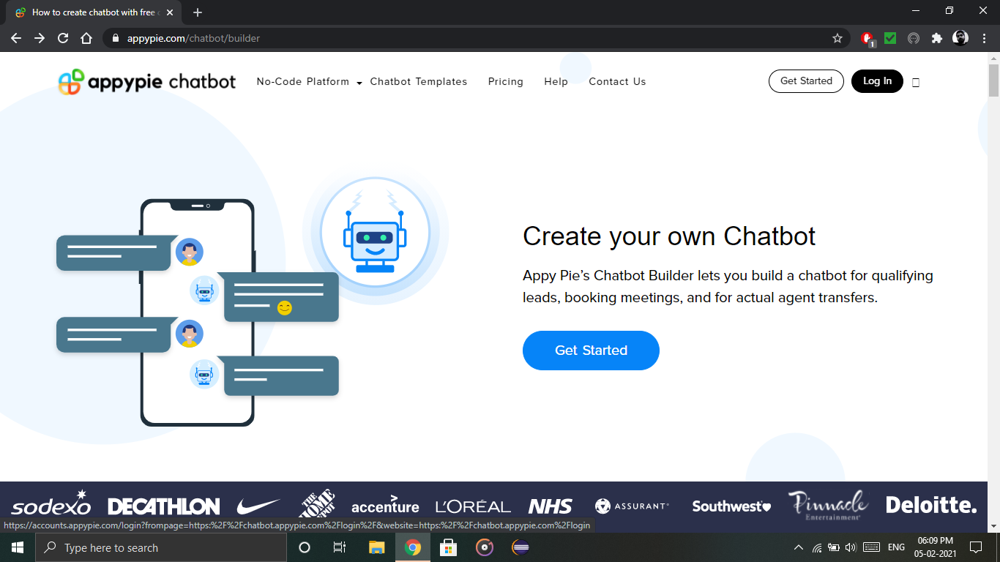 How to create chatbot with free
appypie.com/chatbot/builder
1
appypie chatbot
No-Code Platform
Chatbot Templates
Pricing
Help
Contact Us
Get Started
Log In
Create your own Chatbot
Appy Pie's Chatbot Builder lets you build a chatbot for qualifying
leads, booking meetings, and for actual agent transfers.
Get Started
sodexo
DECATHLON
THE HOME
accenture
L'ORÉAL
NHS
ASSURANT
Southwest
Pinnacle
Entertainment
Deloitte.
https://accounts.appypie.com/login?frompage=https:%2F%2Fchatbot.appypie.com%2Flogin%2F&website=https:%2F%2Fchatbot.appypie.com%2Flogin
Type here to search
ENG
06:09 PM
05-02-2021